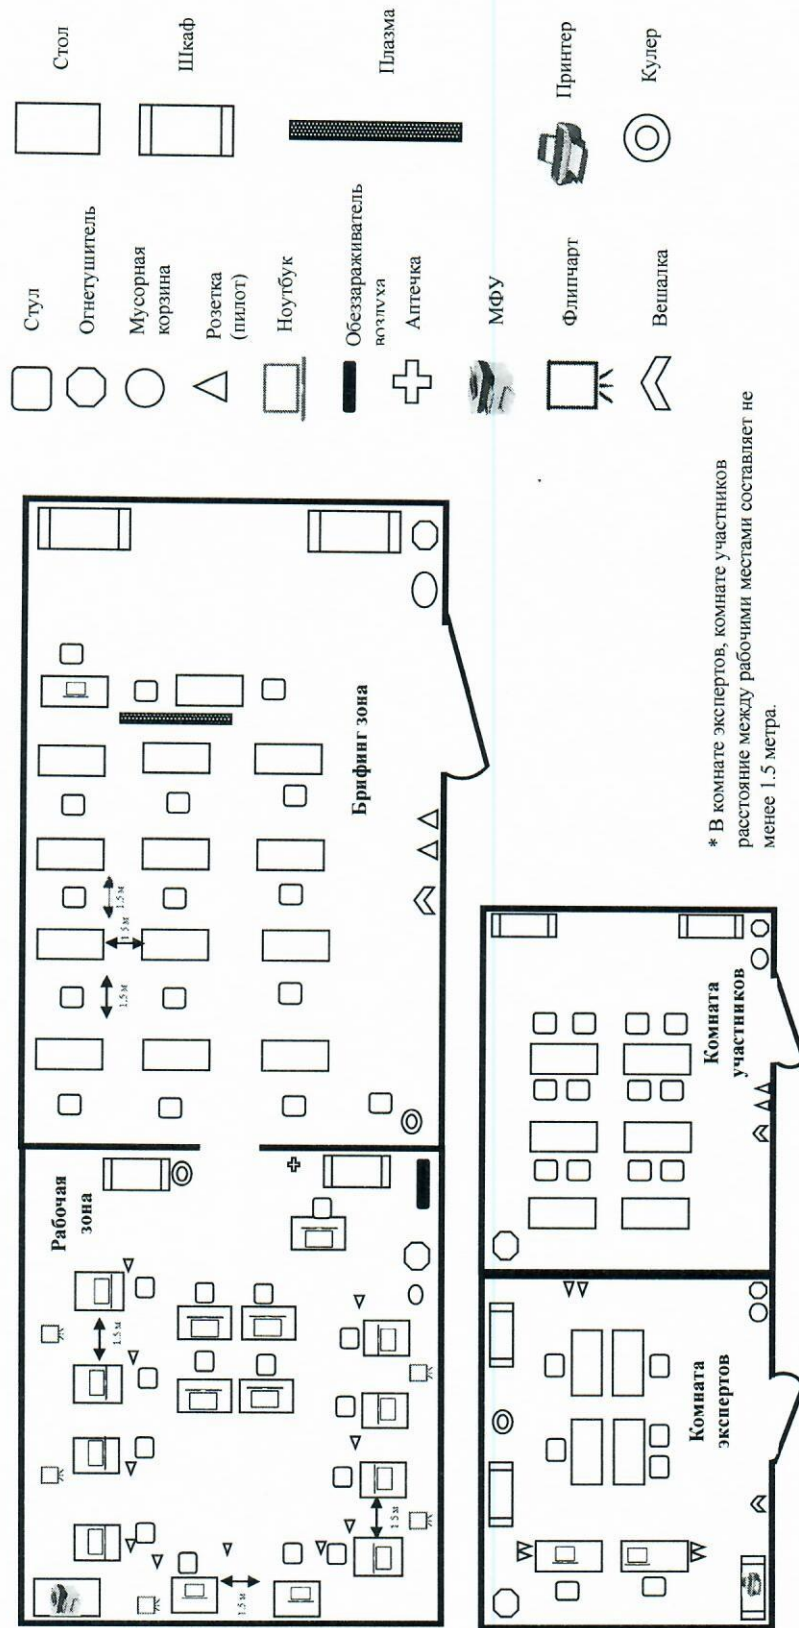 Стул
Огнетушитель
Мусорная
корзина
Розетка
(пилот)
Ноутбук
Обеззараживатель
воздуха
Аптечка
МФУ
Флипчарт
Вешалка
Стол
Шкаф
Плазма
Принтер
Кулер
Рабочая
зона
1.5 м
1.5 м
1.5 м
Брифинг зона
1.5 м
1.5 м
1.5 м
Комната
экспертов
Комната
участников
* В комнате экспертов, комнате участников
расстояние между рабочими местами составляет не
менее 1.5 метра.